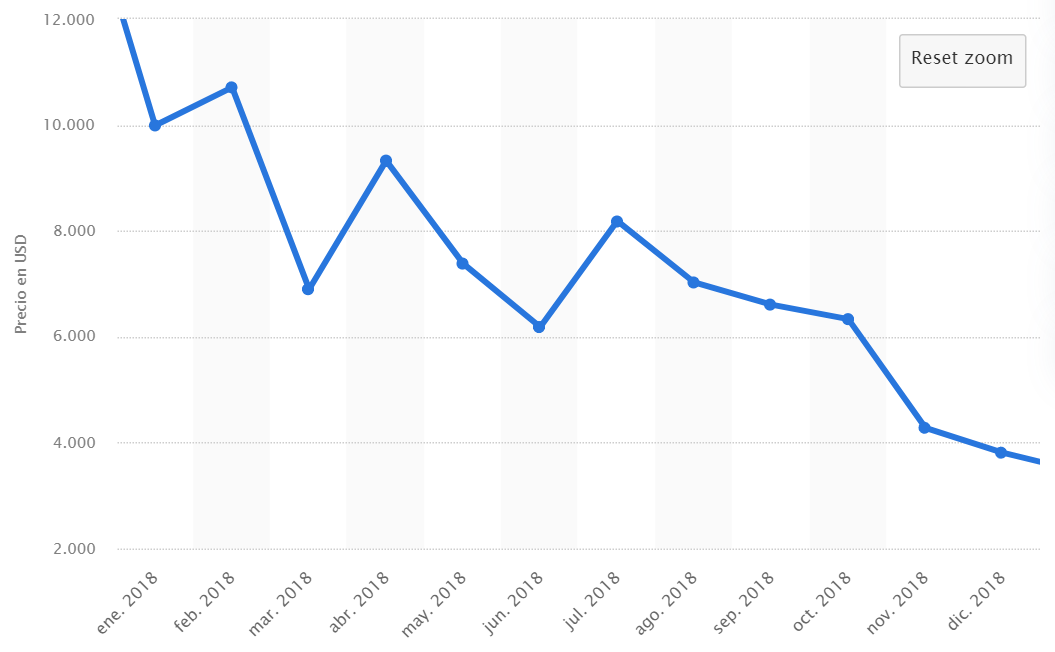 12.000
Reset zoom
10.000
8.000
Precio en USD
6.000
4.000
2.000
ene. 2018
feb. 2018
mar. 2018
abr. 2018
may. 2018
jun. 2018
jul. 2018
ago. 2018
sep. 2018
oct. 2018
nov. 2018
dic. 2018